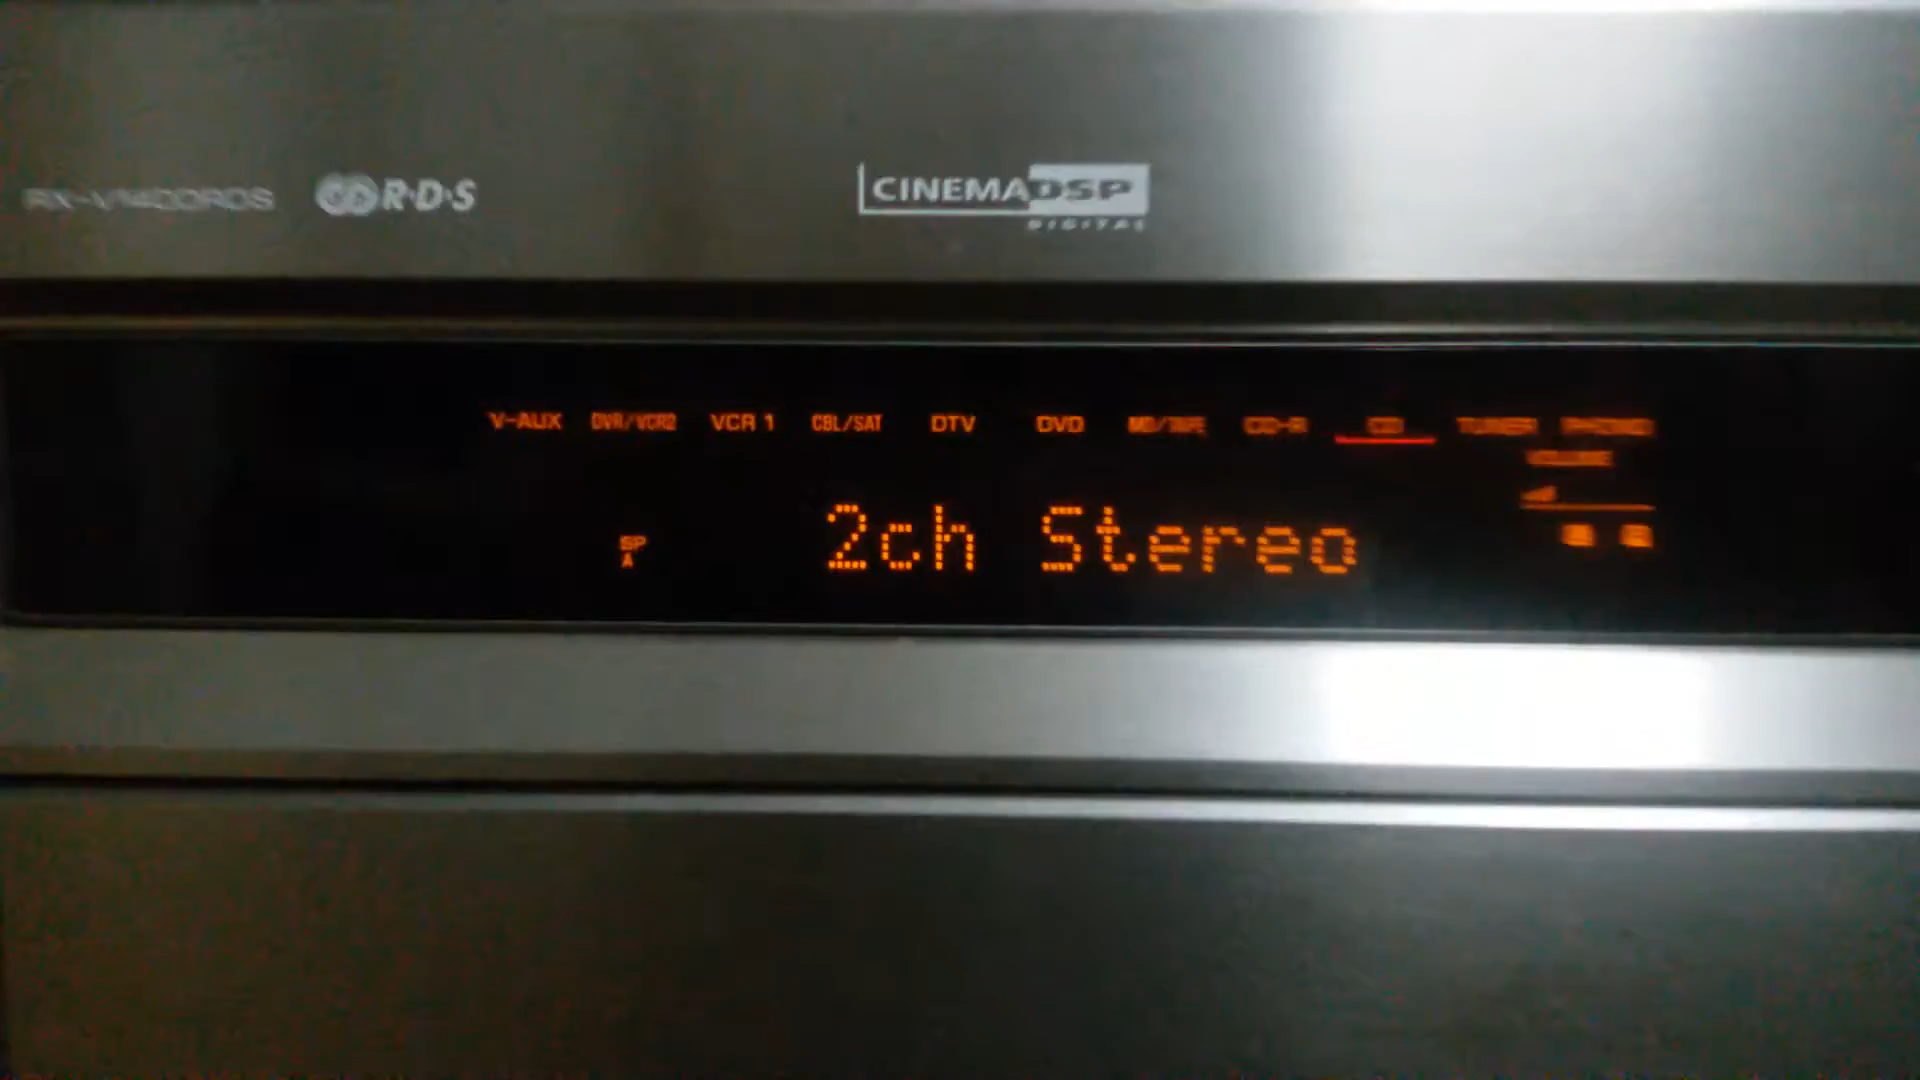 RX-V1400RDS R·D·S CINEMA DSP
DIGITAL
V-AUX DVR/VCR2 VCR 1 CBL/SAT DTV DVD MD/TAPE CD-R CD TUNER PHONO
VOLUME
SP
A
2ch Stereo